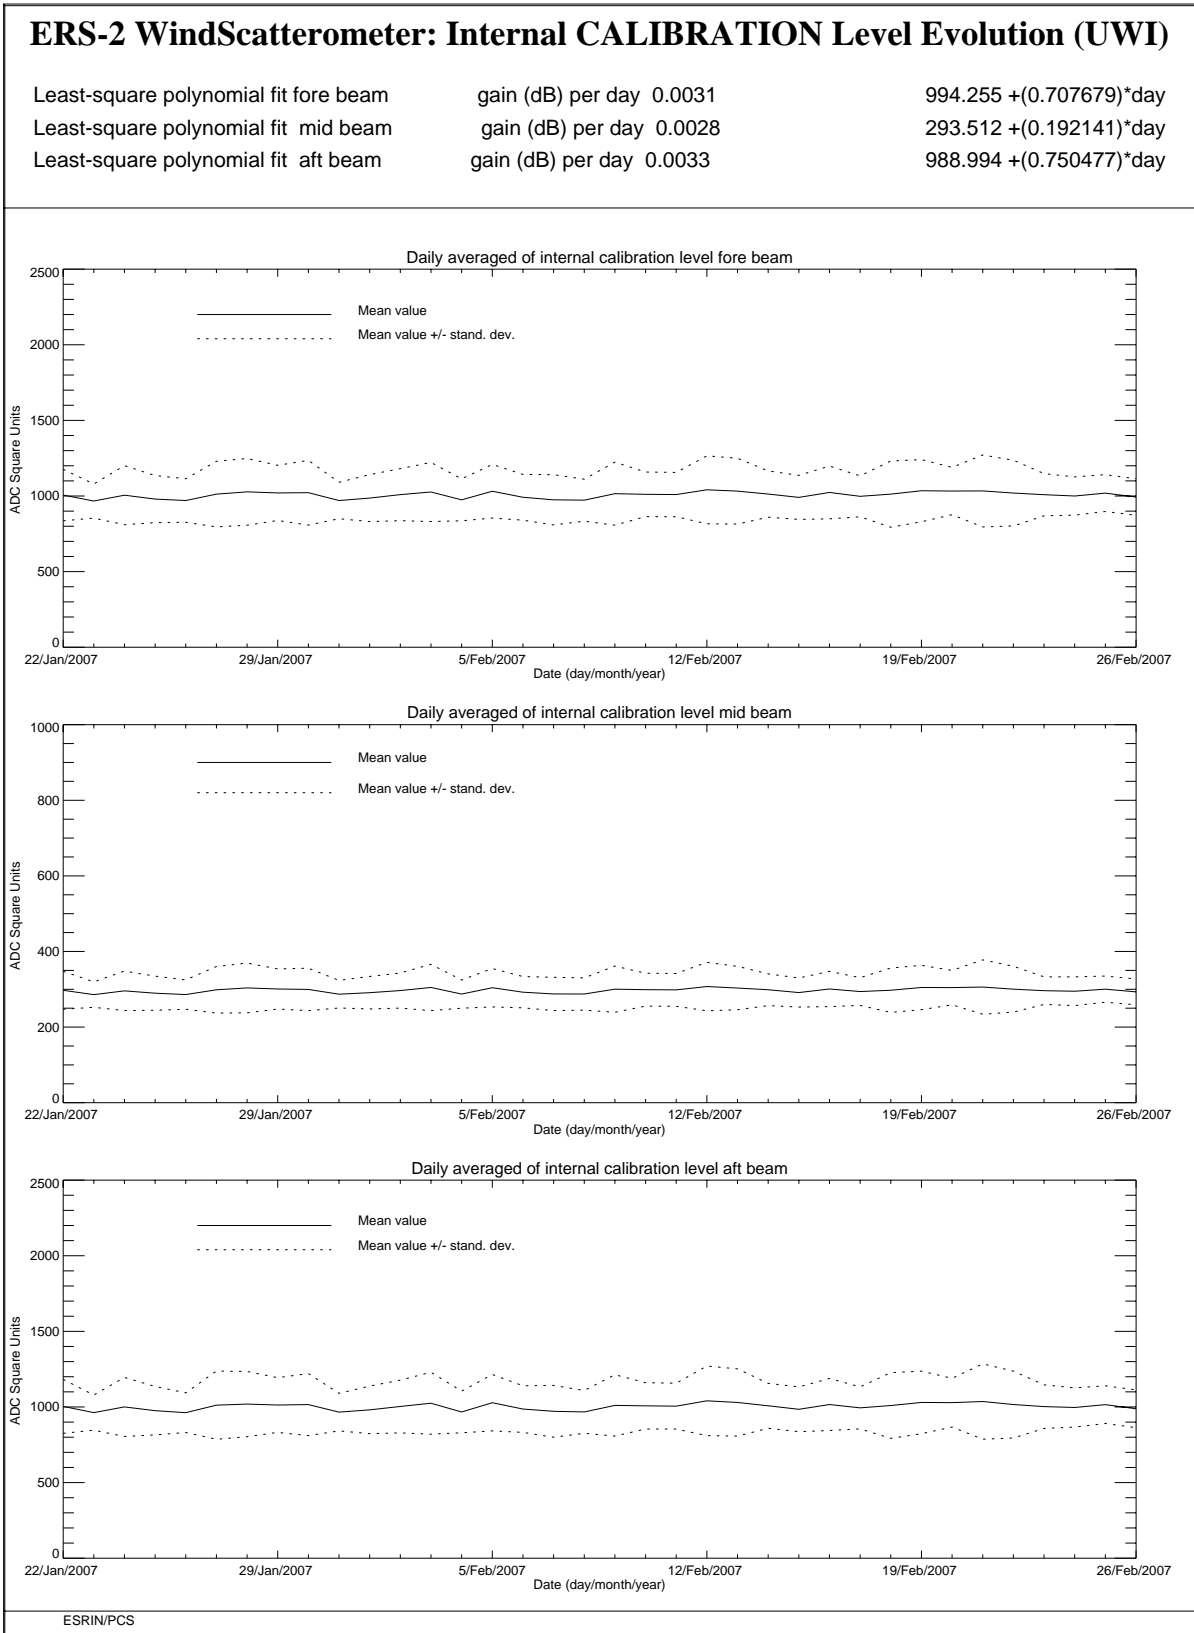 ERS-2 WindScatterometer: Internal CALIBRATION Level Evolution (UWI)
Least-square polynomial fit fore beam gain (dB) per day 0.0031 994.255 +(0.707679)*day
Least-square polynomial fit mid beam gain (dB) per day 0.0028 293.512 +(0.192141)*day
Least-square polynomial fit aft beam gain (dB) per day 0.0033 988.994 +(0.750477)*day
Daily averaged of internal calibration level fore beam
2500
2000
1500
1000
500
0
ADC Square Units
Mean value
Mean value +/- stand. dev.
22/Jan/2007 29/Jan/2007 5/Feb/2007 12/Feb/2007 19/Feb/2007 26/Feb/2007
Date (day/month/year)
Daily averaged of internal calibration level mid beam
1000
800
600
400
200
0
ADC Square Units
Mean value
Mean value +/- stand. dev.
22/Jan/2007 29/Jan/2007 5/Feb/2007 12/Feb/2007 19/Feb/2007 26/Feb/2007
Date (day/month/year)
Daily averaged of internal calibration level aft beam
2500
2000
1500
1000
500
0
ADC Square Units
Mean value
Mean value +/- stand. dev.
22/Jan/2007 29/Jan/2007 5/Feb/2007 12/Feb/2007 19/Feb/2007 26/Feb/2007
Date (day/month/year)
ESRIN/PCS